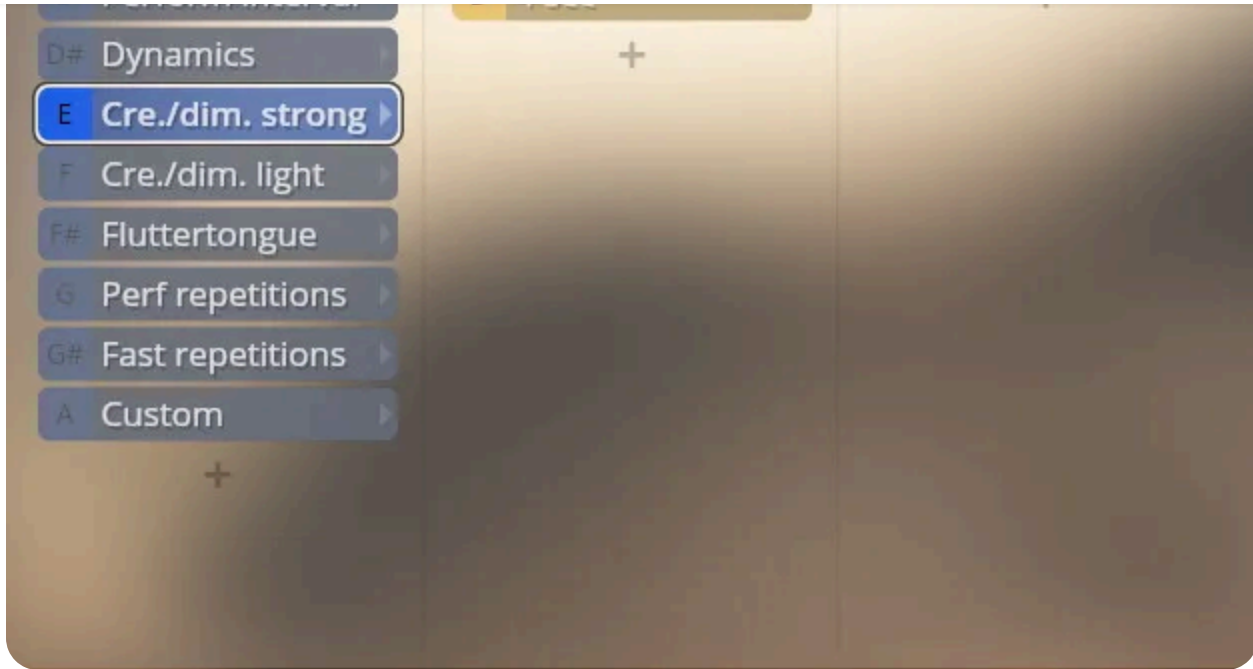 D# Dynamics
E Cre./dim. strong
F Cre./dim. light
F# Fluttertongue
G Perf repetitions
G# Fast repetitions
A Custom